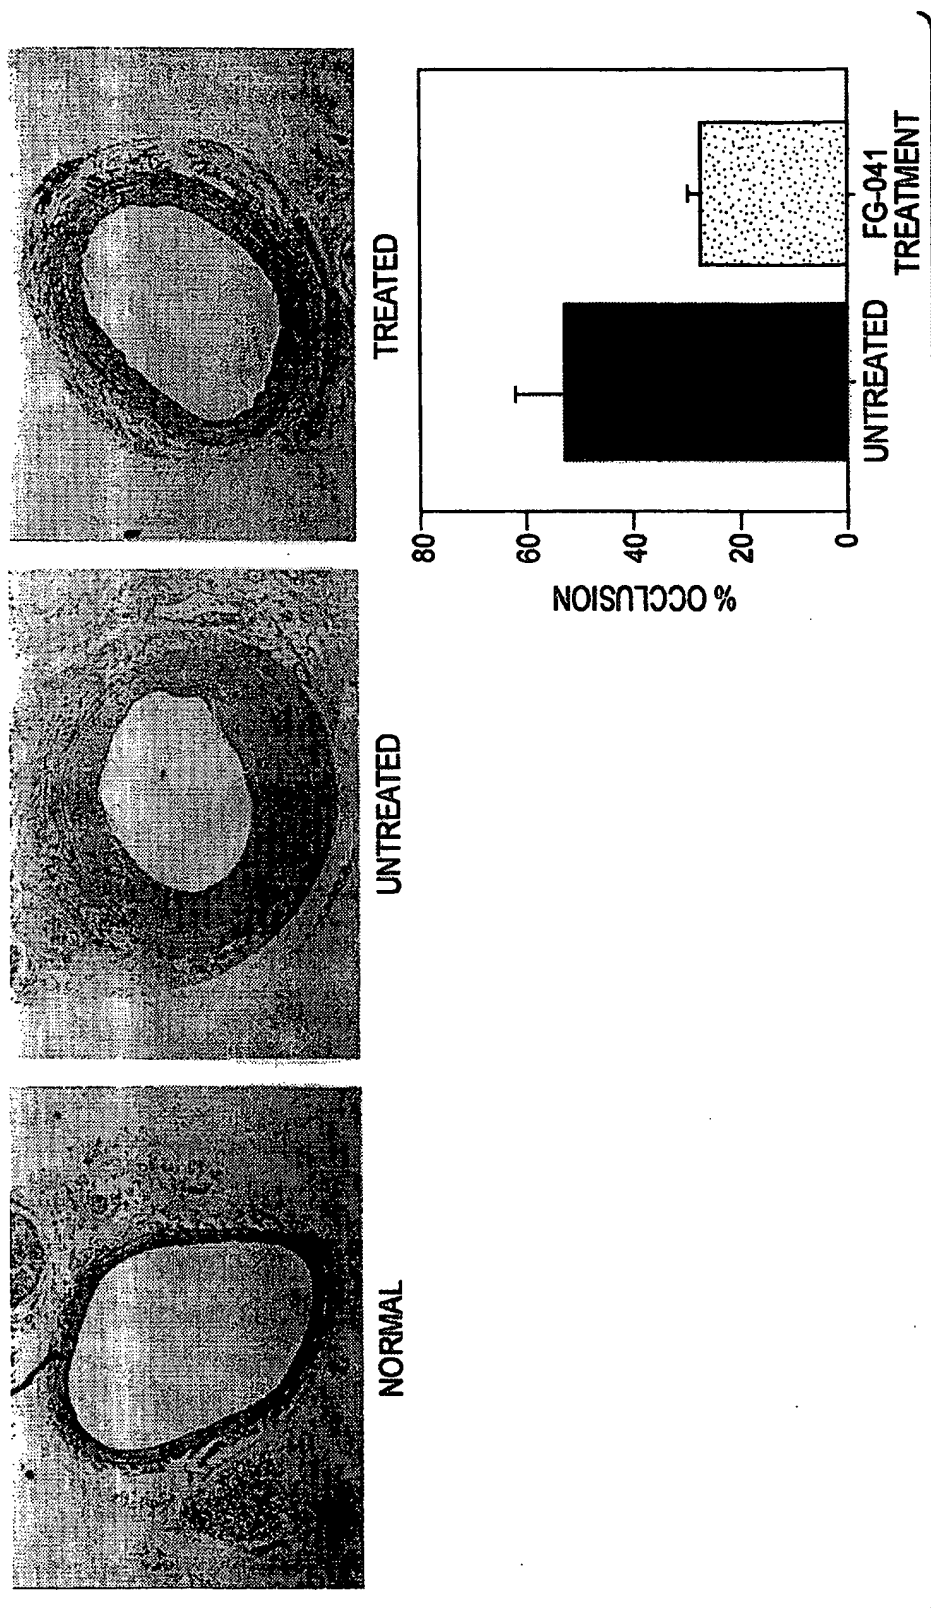 NORMAL
UNTREATED
TREATED
% OCCLUSION
80
60
40
20
0
UNTREATED
FG-041
TREATMENT